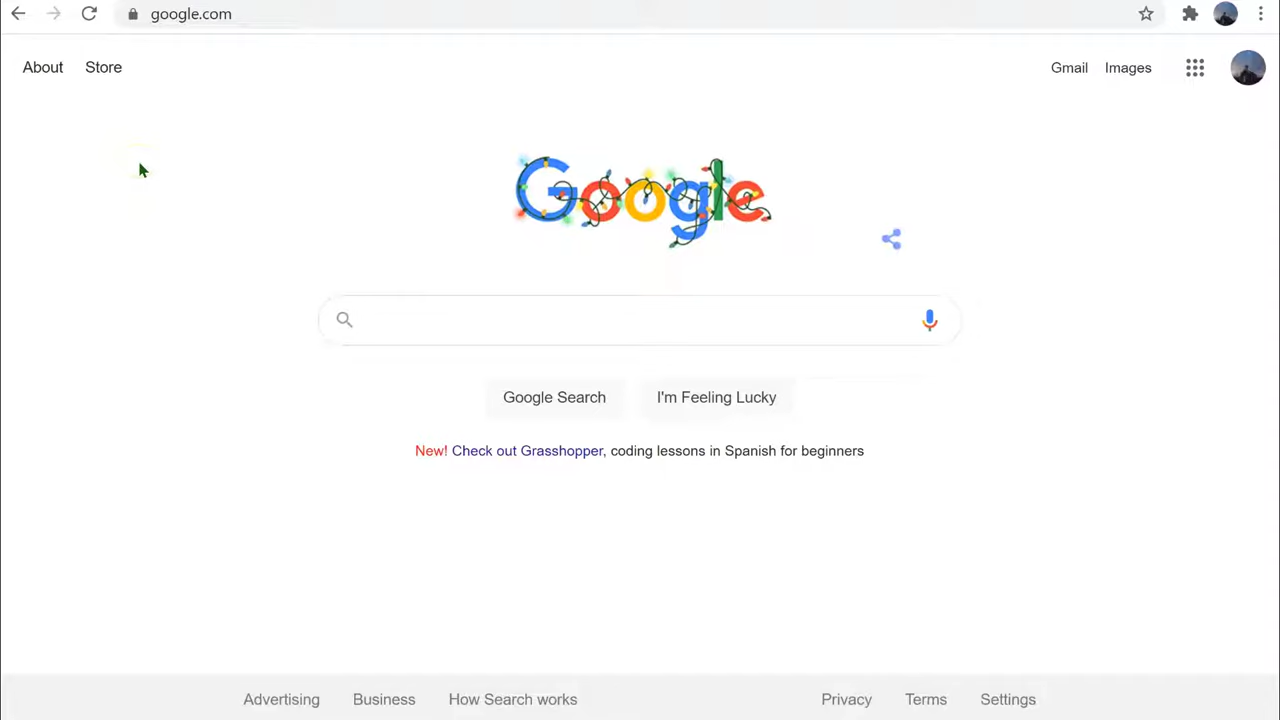 google.com
About Store Gmail Images
Google
Google Search I'm Feeling Lucky
New! Check out Grasshopper, coding lessons in Spanish for beginners
Advertising Business How Search works Privacy Terms Settings